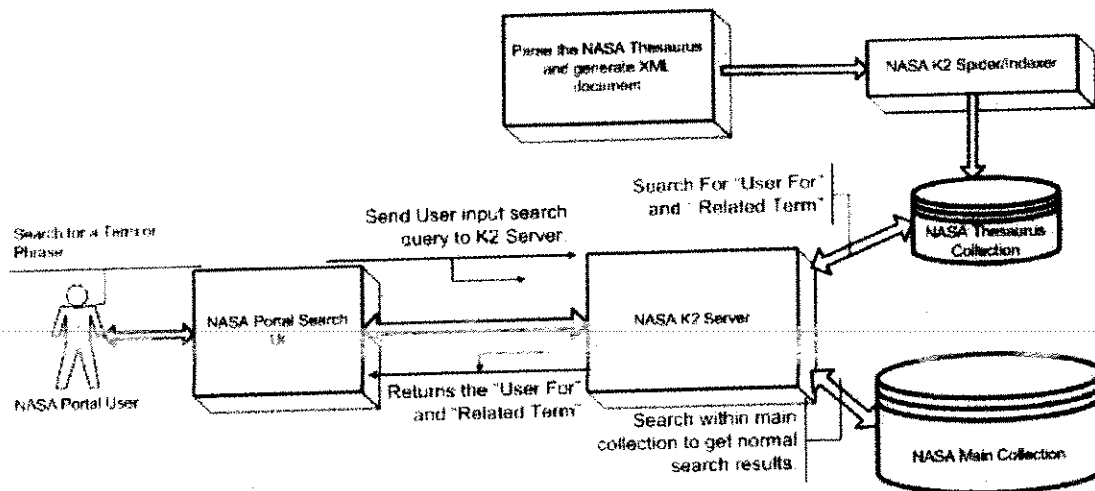 Parse the NASA Thesaurus
and generate XML
document
NASA K2 Spider/Indexer
Search For "User For"
and " Related Term"
NASA Thesaurus
Collection
Send User input search
query to K2 Server.
Search for a Term or
Phrase
NASA Portal Search
UI
NASA K2 Server
NASA Portal User
Returns the "User For"
and "Related Term"
Search within main
collection to get normal
search results.
NASA Main Collection